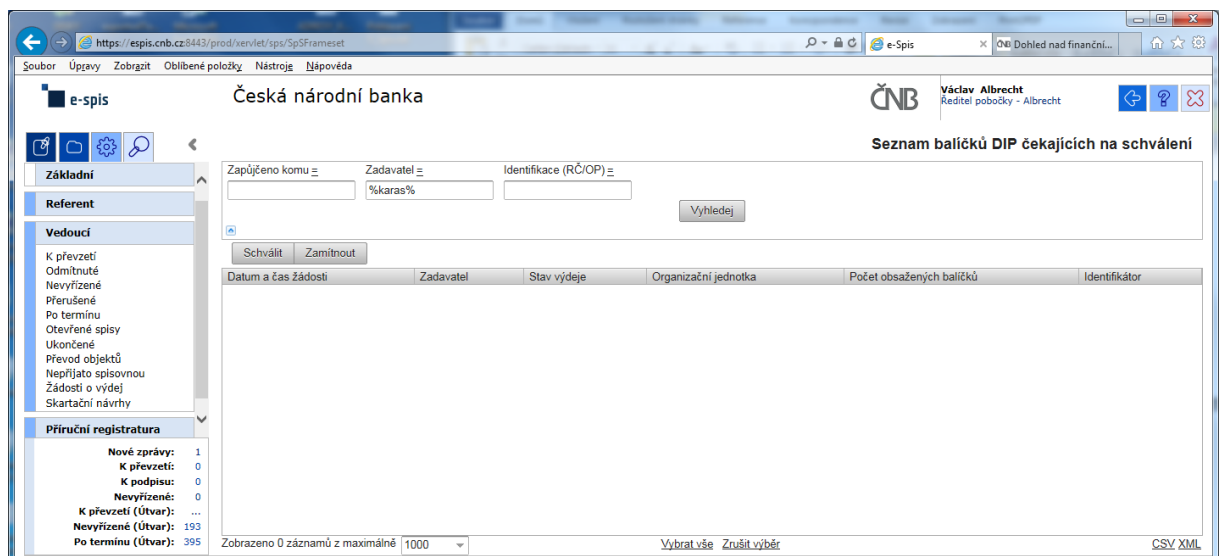 https://espis.cnb.cz:8443/prod/xervlet/sps/SpSFrameset
e-Spis
ČNB Dohled nad finanční...
Soubor Úpravy Zobrazit Oblíbené položky Nástroje Nápověda
e-spis
Česká národní banka
ČNB
Václav Albrecht
Ředitel pobočky - Albrecht
Seznam balíčků DIP čekajících na schválení
Základní
Referent
Vedoucí
K převzetí
Odmítnuté
Nevyřízené
Přerušené
Po termínu
Otevřené spisy
Ukončené
Převod objektů
Nepřijato spisovnou
Žádosti o výdej
Skartační návrhy
Příruční registratura
Nové zprávy: 1
K převzetí: 0
K podpisu: 0
Nevyřízené: 0
K převzetí (Útvar): ...
Nevyřízené (Útvar): 193
Po termínu (Útvar): 395
Zapůjčeno komu = Zadavatel = Identifikace (RČ/OP) =
%karas%
Vyhledej
Schválit Zamítnout
Datum a čas žádosti Zadavatel Stav výdeje Organizační jednotka Počet obsažených balíčků Identifikátor
Zobrazeno 0 záznamů z maximálně 1000 Vybrat vše Zrušit výběr CSV XML